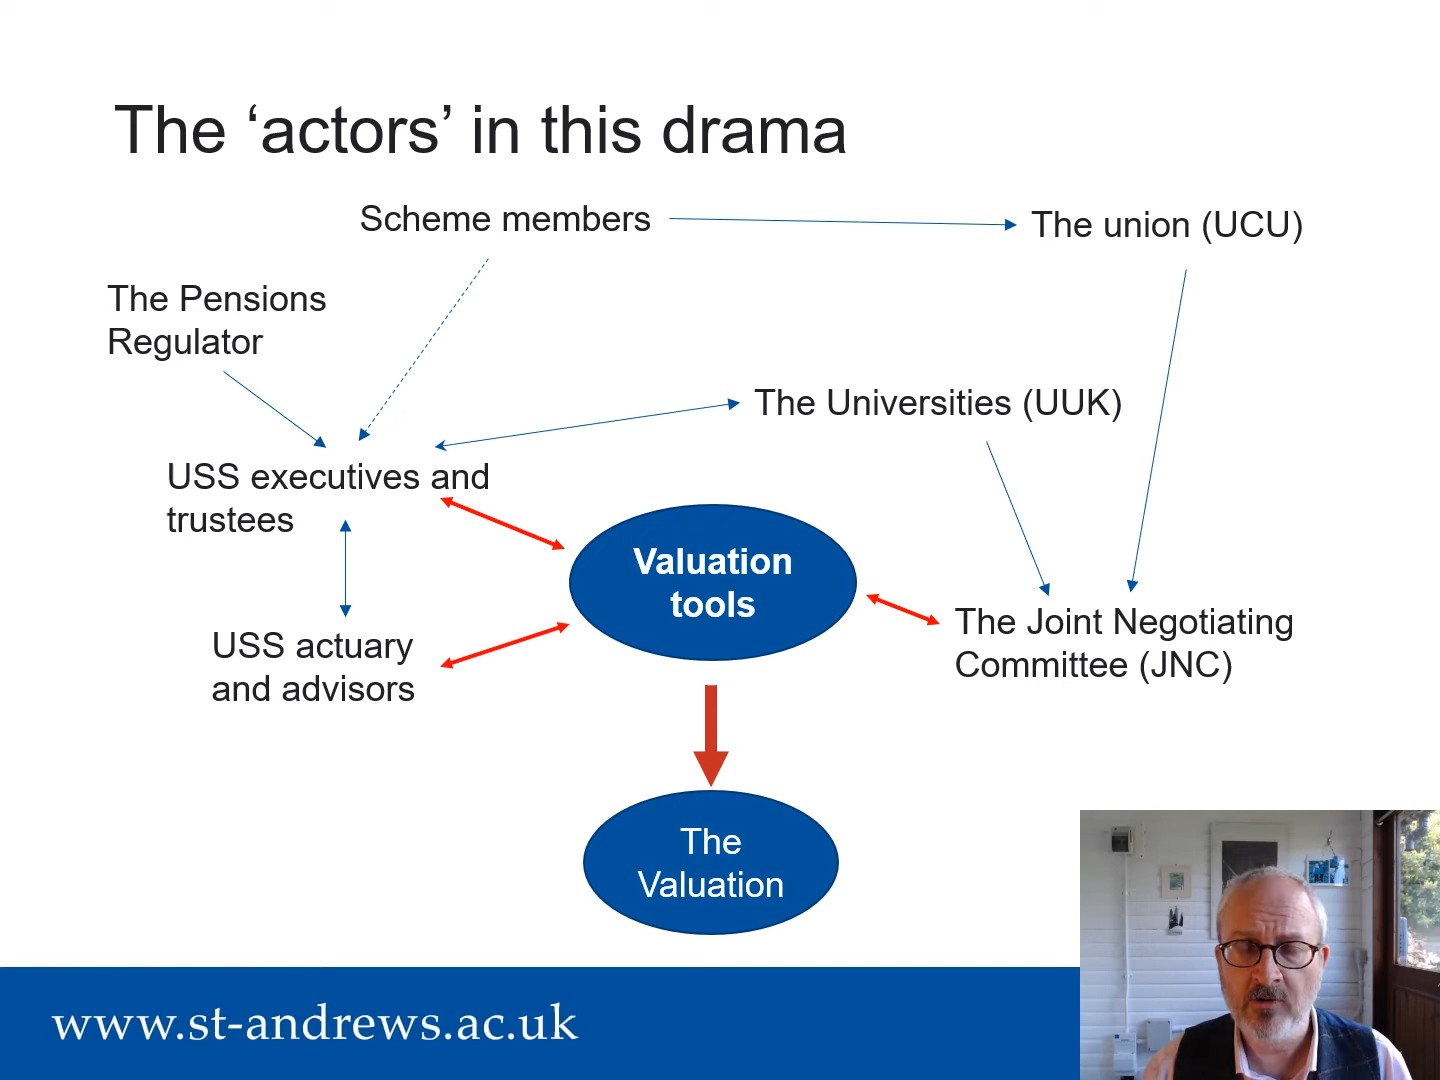 The ‘actors’ in this drama
Scheme members
The union (UCU)
The Pensions
Regulator
The Universities (UUK)
USS executives and
trustees
Valuation
tools
The Joint Negotiating
Committee (JNC)
USS actuary
and advisors
The
Valuation
www.st-andrews.ac.uk